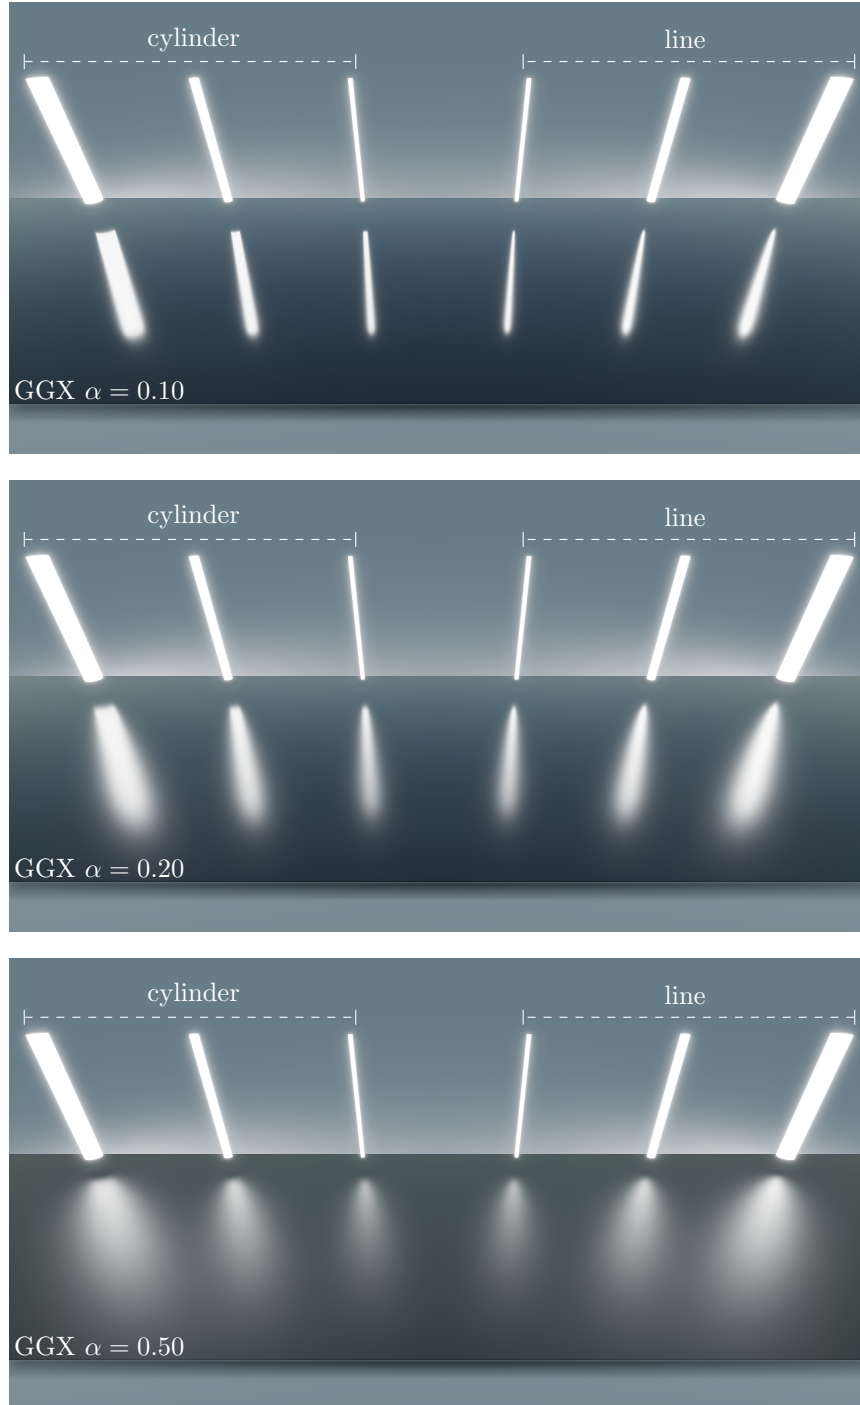 cylinder
line
GGX α = 0.10
cylinder
line
GGX α = 0.20
cylinder
line
GGX α = 0.50